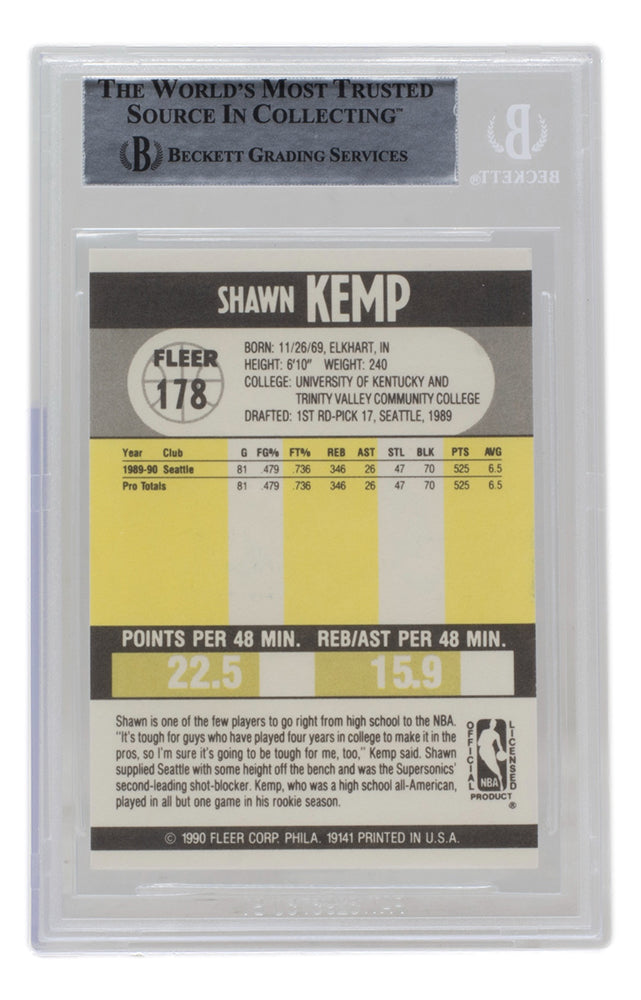 THE WORLD'S MOST TRUSTED
SOURCE IN COLLECTING™
B BECKETT GRADING SERVICES
B
BECKETT®
SHAWN KEMP
FLEER
178
BORN: 11/26/69, ELKHART, IN
HEIGHT: 6'10" WEIGHT: 240
COLLEGE: UNIVERSITY OF KENTUCKY AND
TRINITY VALLEY COMMUNITY COLLEGE
DRAFTED: 1ST RD-PICK 17, SEATTLE, 1989
Year Club G FG% FT% REB AST STL BLK PTS AVG
1989-90 Seattle 81 .479 .736 346 26 47 70 525 6.5
Pro Totals 81 .479 .736 346 26 47 70 525 6.5
POINTS PER 48 MIN. REB/AST PER 48 MIN.
22.5 15.9
Shawn is one of the few players to go right from high school to the NBA.
"It's tough for guys who have played four years in college to make it in the
pros, so I'm sure it's going to be tough for me, too," Kemp said. Shawn
supplied Seattle with some height off the bench and was the Supersonics'
second-leading shot-blocker. Kemp, who was a high school all-American,
played in all but one game in his rookie season.
OFFICIAL
LICENSED
NBA
PRODUCT ®
© 1990 FLEER CORP. PHILA. 19141 PRINTED IN U.S.A.